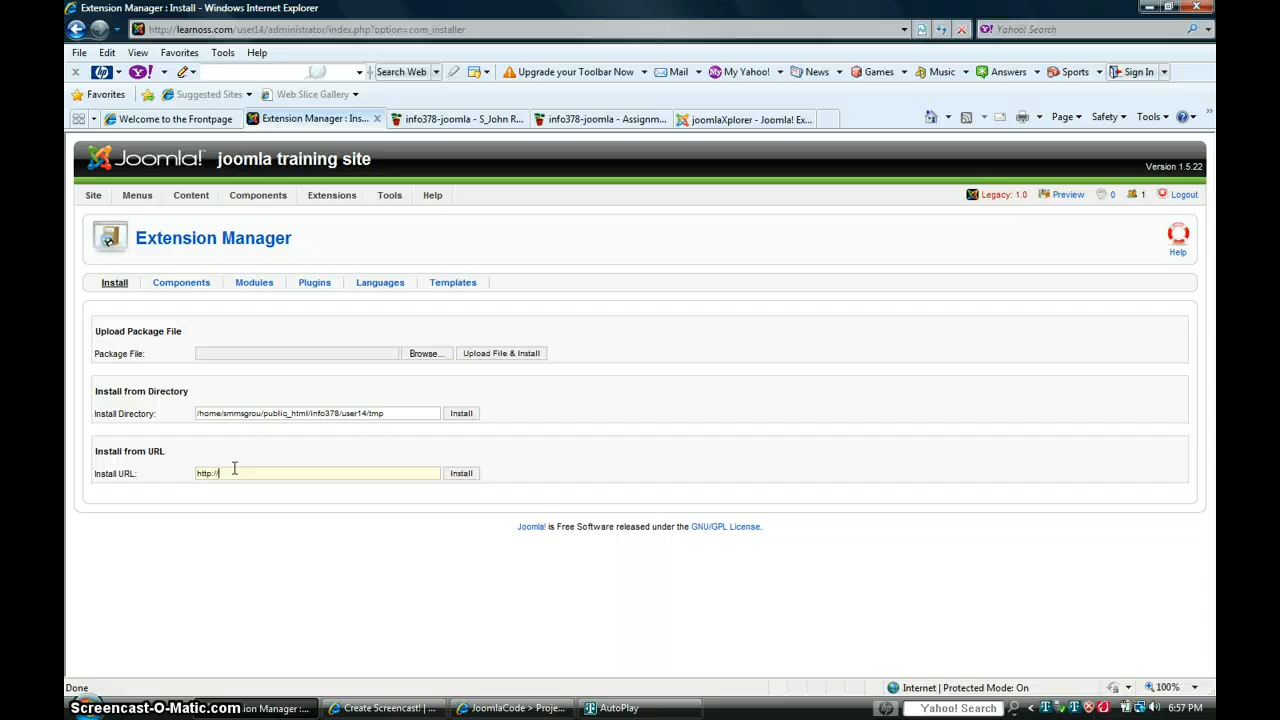 Extension Manager : Install - Windows Internet Explorer
http://learnoss.com/user14/administrator/index.php?option=com_installer
Yahoo! Search
File Edit View Favorites Tools Help
Search Web Upgrade your Toolbar Now Mail My Yahoo! News Games Music Answers Sports Sign In
Favorites Suggested Sites Web Slice Gallery
Welcome to the Frontpage Extension Manager : Ins... info378-joomla - S_John R... info378-joomla - Assignm... joomlaXplorer - Joomla! Ex... Page Safety Tools
Joomla! joomla training site
Version 1.5.22
Site Menus Content Components Extensions Tools Help Legacy: 1.0 Preview 0 1 Logout
Extension Manager
Help
Install Components Modules Plugins Languages Templates
Upload Package File
Package File: Browse... Upload File & Install
Install from Directory
Install Directory: /home/smmsgrou/public_html/info378/user14/tmp Install
Install from URL
Install URL: http:// Install
Joomla! is Free Software released under the GNU/GPL License.
Done Internet | Protected Mode: On 100%
Screencast-O-Matic.com ension Manager :... Create Screencast! | ... JoomlaCode > Proje... AutoPlay Yahoo! Search 6:57 PM